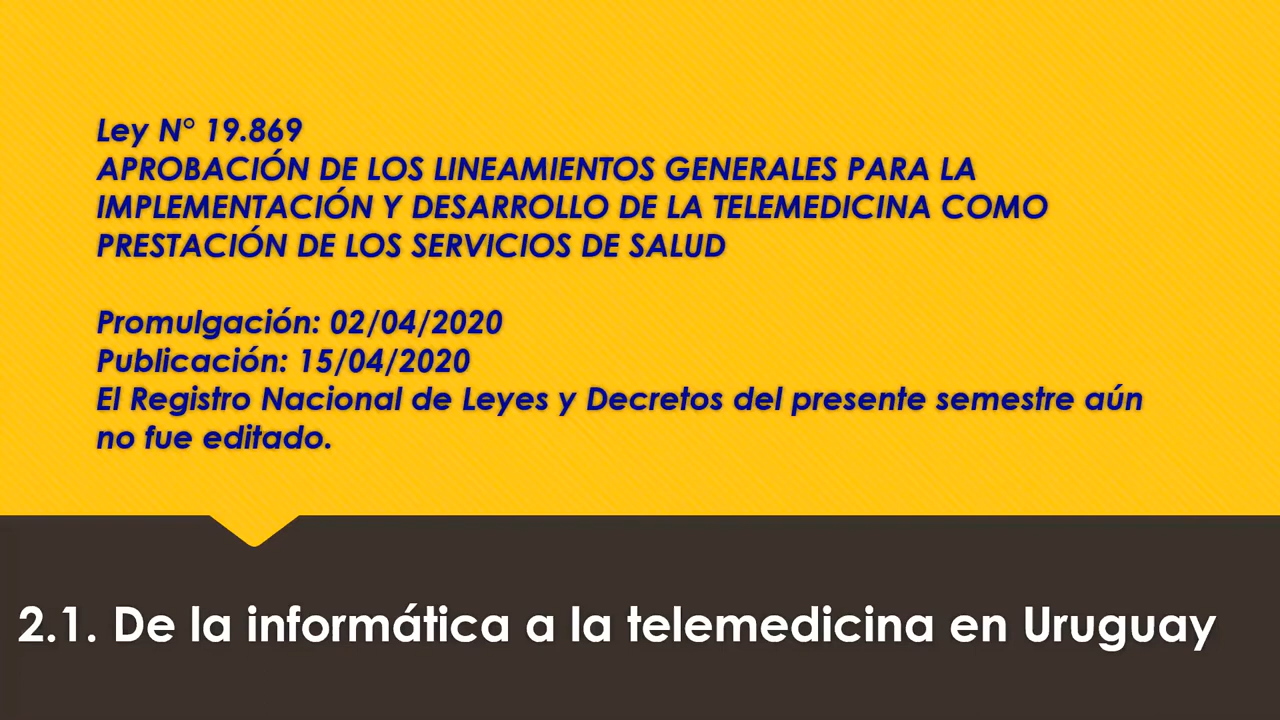 Ley N° 19.869
APROBACIÓN DE LOS LINEAMIENTOS GENERALES PARA LA
IMPLEMENTACIÓN Y DESARROLLO DE LA TELEMEDICINA COMO
PRESTACIÓN DE LOS SERVICIOS DE SALUD
Promulgación: 02/04/2020
Publicación: 15/04/2020
El Registro Nacional de Leyes y Decretos del presente semestre aún
no fue editado.
2.1. De la informática a la telemedicina en Uruguay